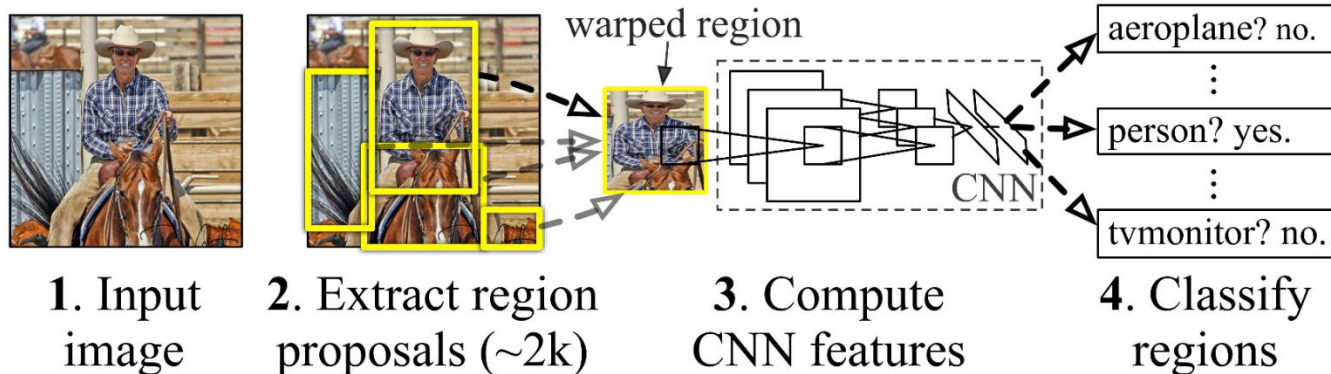 warped region
aeroplane? no.
⋮
person? yes.
CNN
⋮
tvmonitor? no.
1. Input
image
2. Extract region
proposals (~2k)
3. Compute
CNN features
4. Classify
regions